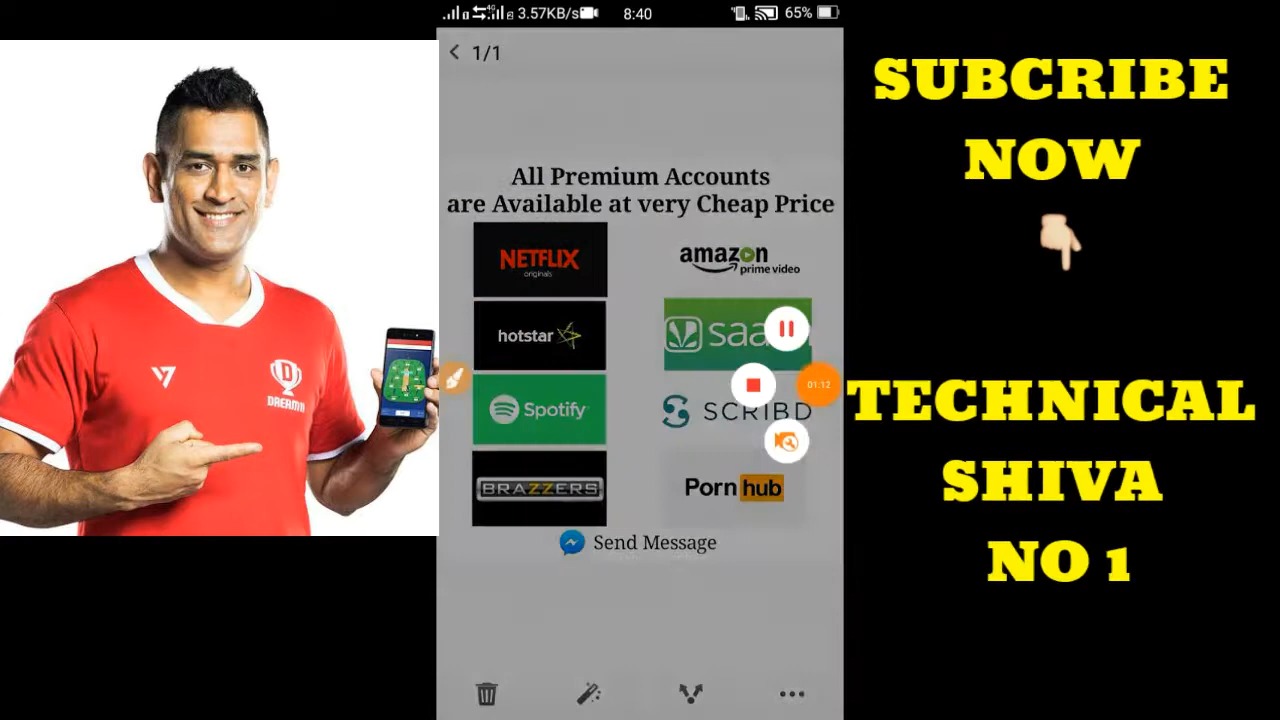 3.57KB/s 8:40 65%
1/1
SUBCRIBE
NOW
All Premium Accounts
are Available at very Cheap Price
NETFLIX
originals
amazon
prime video
hotstar
saa
01:12
Spotify
SCRIBD
BRAZZERS
Porn hub
Send Message
DREAM11
TECHNICAL
SHIVA
NO 1